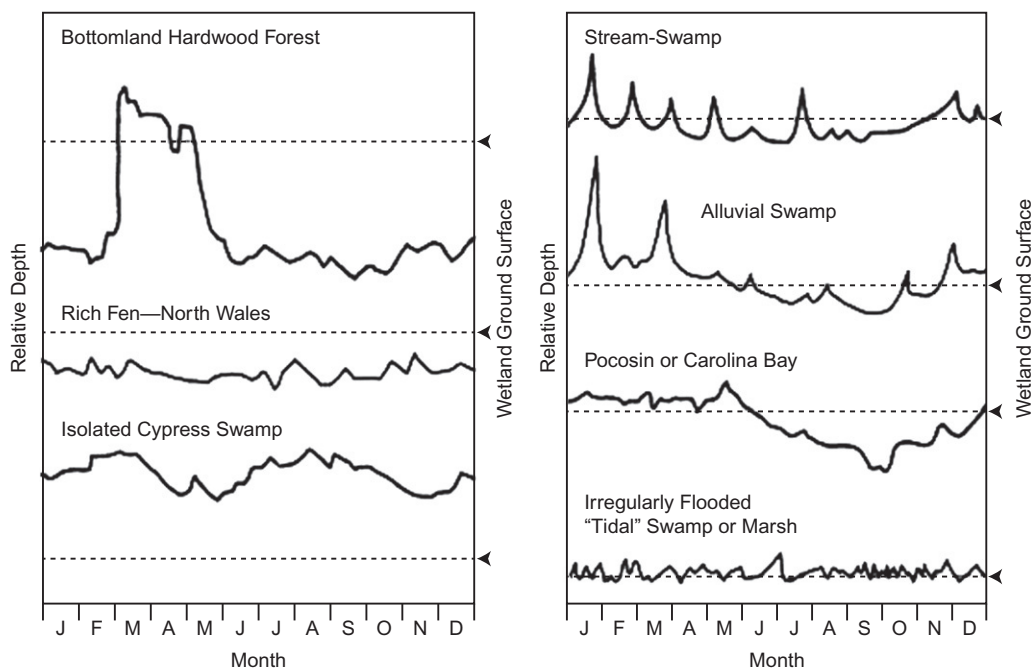 Bottomland Hardwood Forest
Rich Fen—North Wales
Isolated Cypress Swamp
Relative Depth
Wetland Ground Surface
J F M A M J J A S O N D
Month
Stream-Swamp
Alluvial Swamp
Pocosin or Carolina Bay
Irregularly Flooded
“Tidal” Swamp or Marsh
Relative Depth
Wetland Ground Surface
J F M A M J J A S O N D
Month